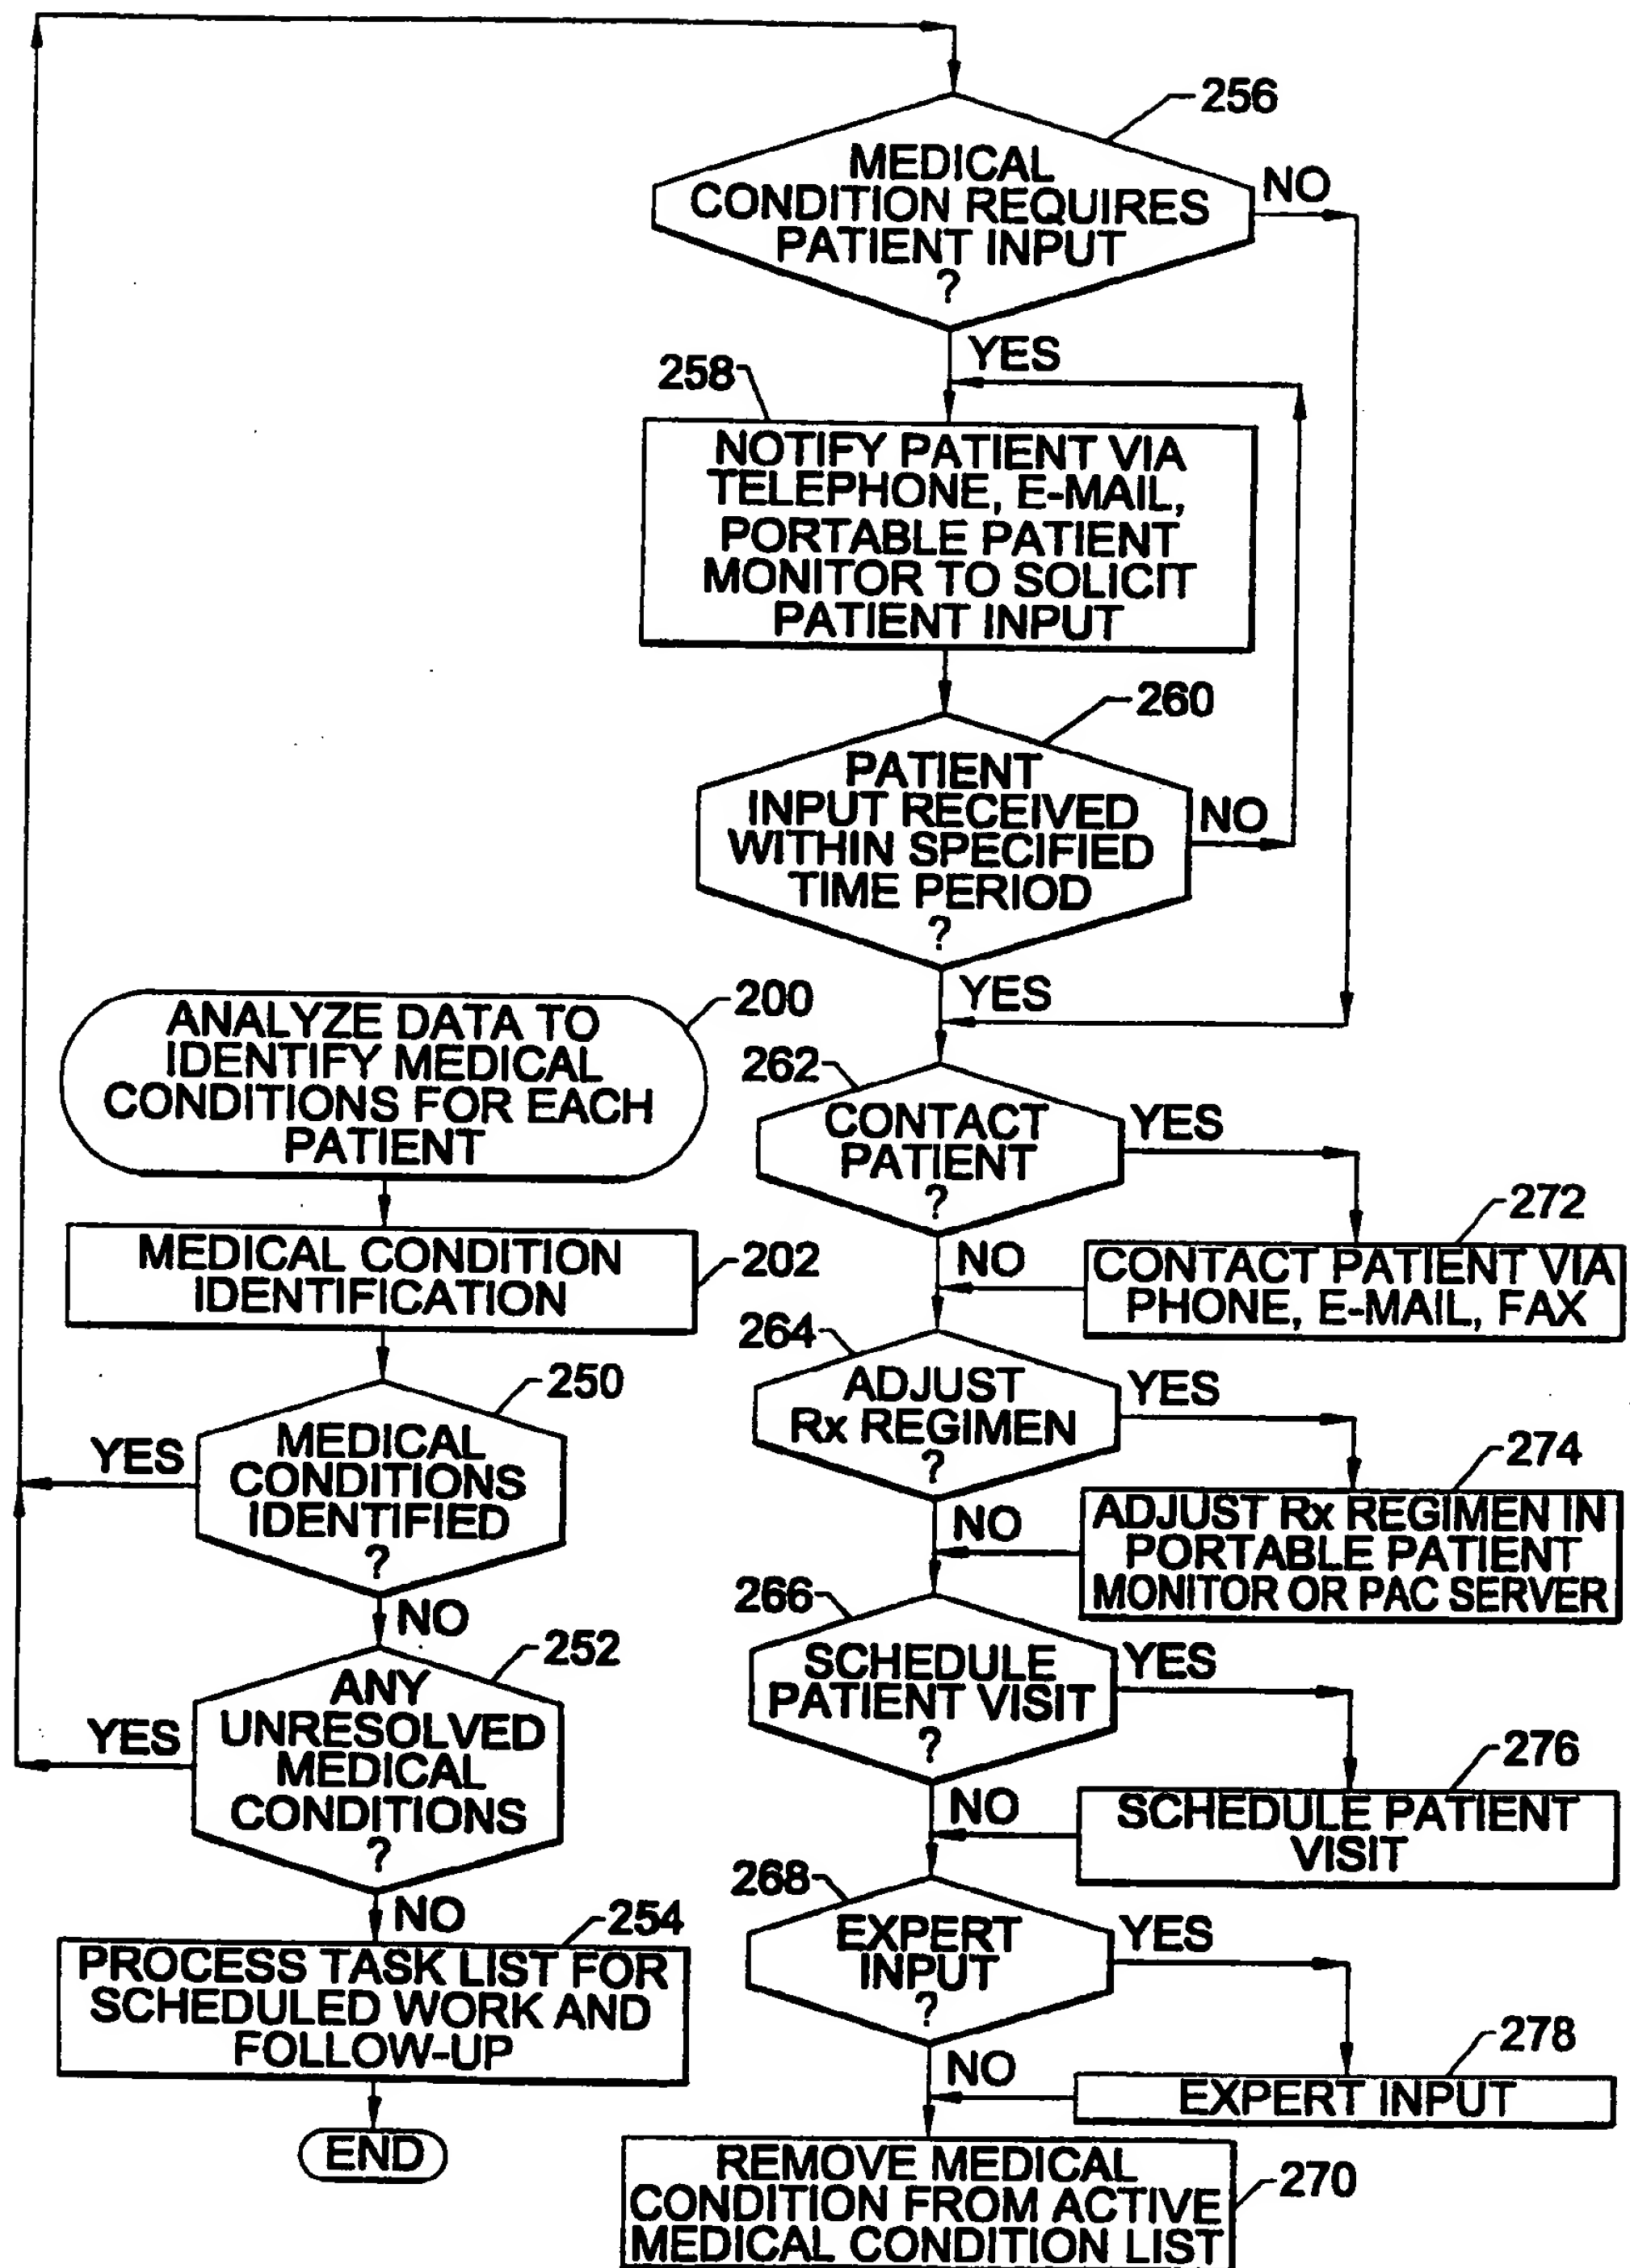 256
MEDICAL
CONDITION REQUIRES
PATIENT INPUT
?
NO
YES
258
NOTIFY PATIENT VIA
TELEPHONE, E-MAIL,
PORTABLE PATIENT
MONITOR TO SOLICIT
PATIENT INPUT
260
PATIENT
INPUT RECEIVED
WITHIN SPECIFIED
TIME PERIOD
?
NO
YES
200
ANALYZE DATA TO
IDENTIFY MEDICAL
CONDITIONS FOR EACH
PATIENT
202
MEDICAL CONDITION
IDENTIFICATION
250
MEDICAL
CONDITIONS
IDENTIFIED
?
YES
NO
252
ANY
UNRESOLVED
MEDICAL
CONDITIONS
?
YES
NO
254
PROCESS TASK LIST FOR
SCHEDULED WORK AND
FOLLOW-UP
END
262
CONTACT
PATIENT
?
YES
NO
272
CONTACT PATIENT VIA
PHONE, E-MAIL, FAX
264
ADJUST
Rx REGIMEN
?
YES
NO
274
ADJUST Rx REGIMEN IN
PORTABLE PATIENT
MONITOR OR PAC SERVER
266
SCHEDULE
PATIENT VISIT
?
YES
NO
276
SCHEDULE PATIENT
VISIT
268
EXPERT
INPUT
?
YES
NO
278
EXPERT INPUT
REMOVE MEDICAL
CONDITION FROM ACTIVE
MEDICAL CONDITION LIST
270